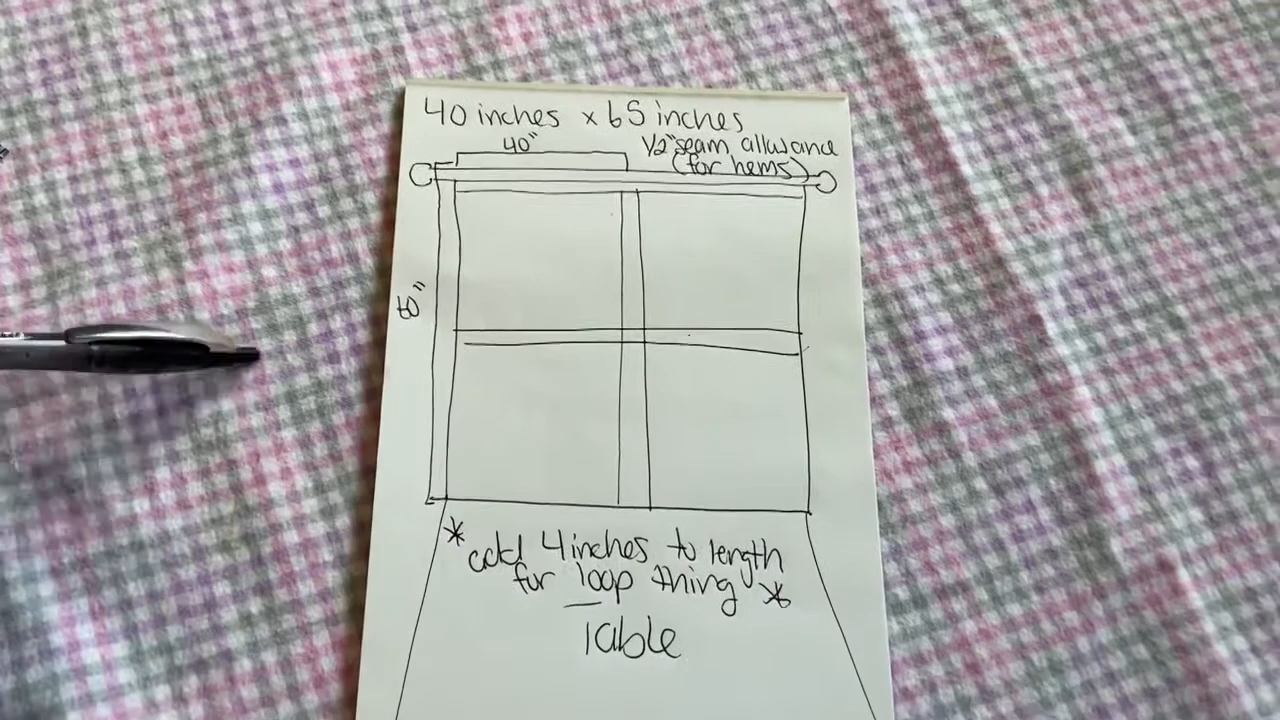 40 inches x 65 inches
40"
1/2" seam allowance
(for hems)
60"
* add 4 inches to length
for loop thing *
Table